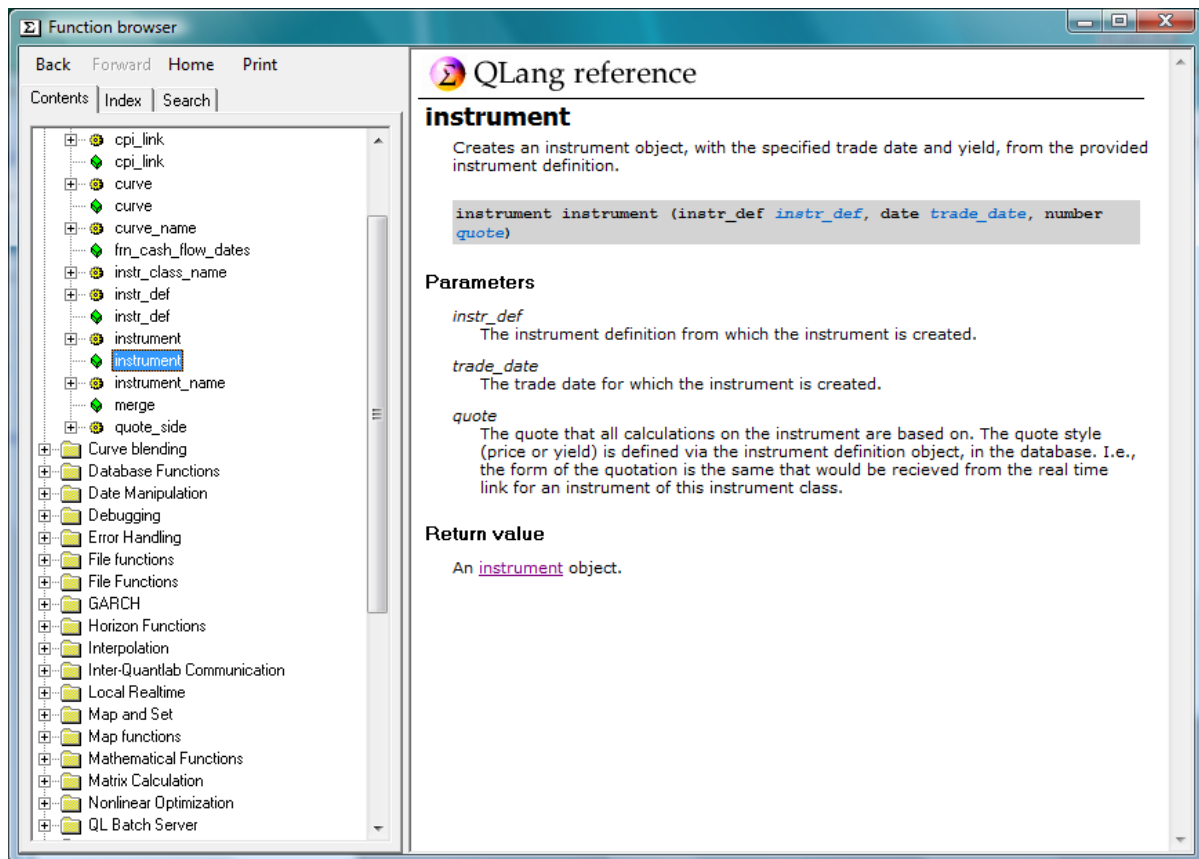 Function browser
Back Forward Home Print
Contents Index Search
cpi_link
cpi_link
curve
curve
curve_name
frn_cash_flow_dates
instr_class_name
instr_def
instr_def
instrument
instrument
instrument_name
merge
quote_side
Curve blending
Database Functions
Date Manipulation
Debugging
Error Handling
File functions
File Functions
GARCH
Horizon Functions
Interpolation
Inter-Quantlab Communication
Local Realtime
Map and Set
Map functions
Mathematical Functions
Matrix Calculation
Nonlinear Optimization
QL Batch Server
Σ QLang reference
instrument
Creates an instrument object, with the specified trade date and yield, from the provided
instrument definition.
instrument instrument (instr_def instr_def, date trade_date, number
quote)
Parameters
instr_def
The instrument definition from which the instrument is created.
trade_date
The trade date for which the instrument is created.
quote
The quote that all calculations on the instrument are based on. The quote style
(price or yield) is defined via the instrument definition object, in the database. I.e.,
the form of the quotation is the same that would be recieved from the real time
link for an instrument of this instrument class.
Return value
An instrument object.